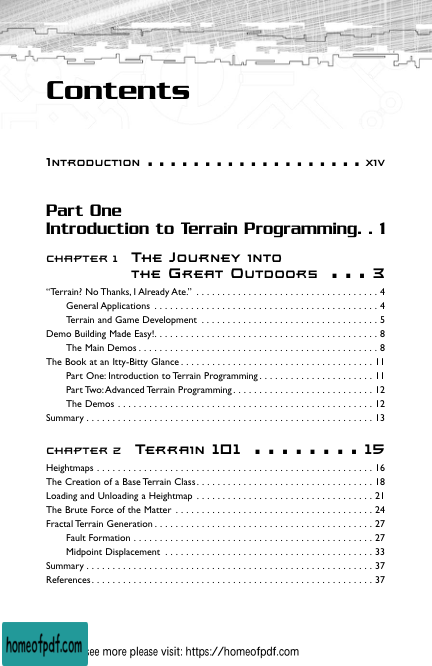 Contents
Introduction . . . . . . . . . . . . . . . . . . . xiv
Part One
Introduction to Terrain Programming. . 1
Chapter 1 The Journey into
the Great Outdoors . . . 3
“Terrain? No Thanks, I Already Ate.” . . . . . . . . . . . . . . . . . . . . . . . . . . . . . . . . . . . 4
General Applications . . . . . . . . . . . . . . . . . . . . . . . . . . . . . . . . . . . . . . . . . . . 4
Terrain and Game Development . . . . . . . . . . . . . . . . . . . . . . . . . . . . . . . . . . 5
Demo Building Made Easy!. . . . . . . . . . . . . . . . . . . . . . . . . . . . . . . . . . . . . . . . . . . 8
The Main Demos . . . . . . . . . . . . . . . . . . . . . . . . . . . . . . . . . . . . . . . . . . . . . . 8
The Book at an Itty-Bitty Glance . . . . . . . . . . . . . . . . . . . . . . . . . . . . . . . . . . . . . 11
Part One: Introduction to Terrain Programming . . . . . . . . . . . . . . . . . . . . . . 11
Part Two: Advanced Terrain Programming . . . . . . . . . . . . . . . . . . . . . . . . . . . 12
The Demos . . . . . . . . . . . . . . . . . . . . . . . . . . . . . . . . . . . . . . . . . . . . . . . . . 12
Summary . . . . . . . . . . . . . . . . . . . . . . . . . . . . . . . . . . . . . . . . . . . . . . . . . . . . . . . 13
Chapter 2 Terrain 101 . . . . . . . . 15
Heightmaps . . . . . . . . . . . . . . . . . . . . . . . . . . . . . . . . . . . . . . . . . . . . . . . . . . . . . 16
The Creation of a Base Terrain Class . . . . . . . . . . . . . . . . . . . . . . . . . . . . . . . . . . 18
Loading and Unloading a Heightmap . . . . . . . . . . . . . . . . . . . . . . . . . . . . . . . . . . 21
The Brute Force of the Matter . . . . . . . . . . . . . . . . . . . . . . . . . . . . . . . . . . . . . . 24
Fractal Terrain Generation . . . . . . . . . . . . . . . . . . . . . . . . . . . . . . . . . . . . . . . . . . 27
Fault Formation . . . . . . . . . . . . . . . . . . . . . . . . . . . . . . . . . . . . . . . . . . . . . . 27
Midpoint Displacement . . . . . . . . . . . . . . . . . . . . . . . . . . . . . . . . . . . . . . . . 33
Summary . . . . . . . . . . . . . . . . . . . . . . . . . . . . . . . . . . . . . . . . . . . . . . . . . . . . . . . 37
References . . . . . . . . . . . . . . . . . . . . . . . . . . . . . . . . . . . . . . . . . . . . . . . . . . . . . . 37
homeofpdf.com
see more please visit: https://homeofpdf.com